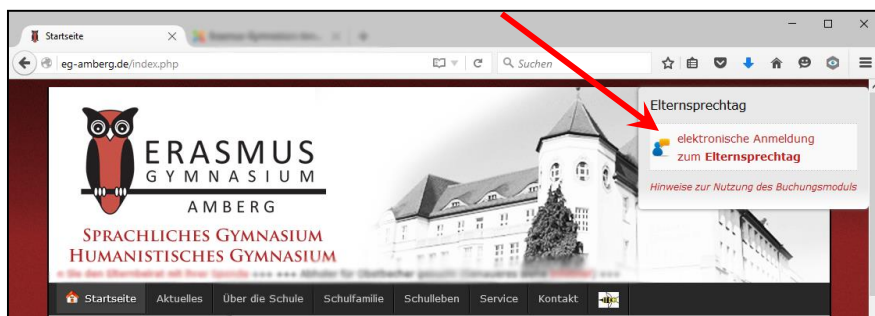 Startseite
eg-amberg.de/index.php
Suchen
Elternsprechtag
elektronische Anmeldung
zum Elternsprechtag
Hinweise zur Nutzung des Buchungsmoduls
ERASMUS
GYMNASIUM
AMBERG
SPRACHLICHES GYMNASIUM
HUMANISTISCHES GYMNASIUM
Startseite Aktuelles Über die Schule Schulfamilie Schulleben Service Kontakt